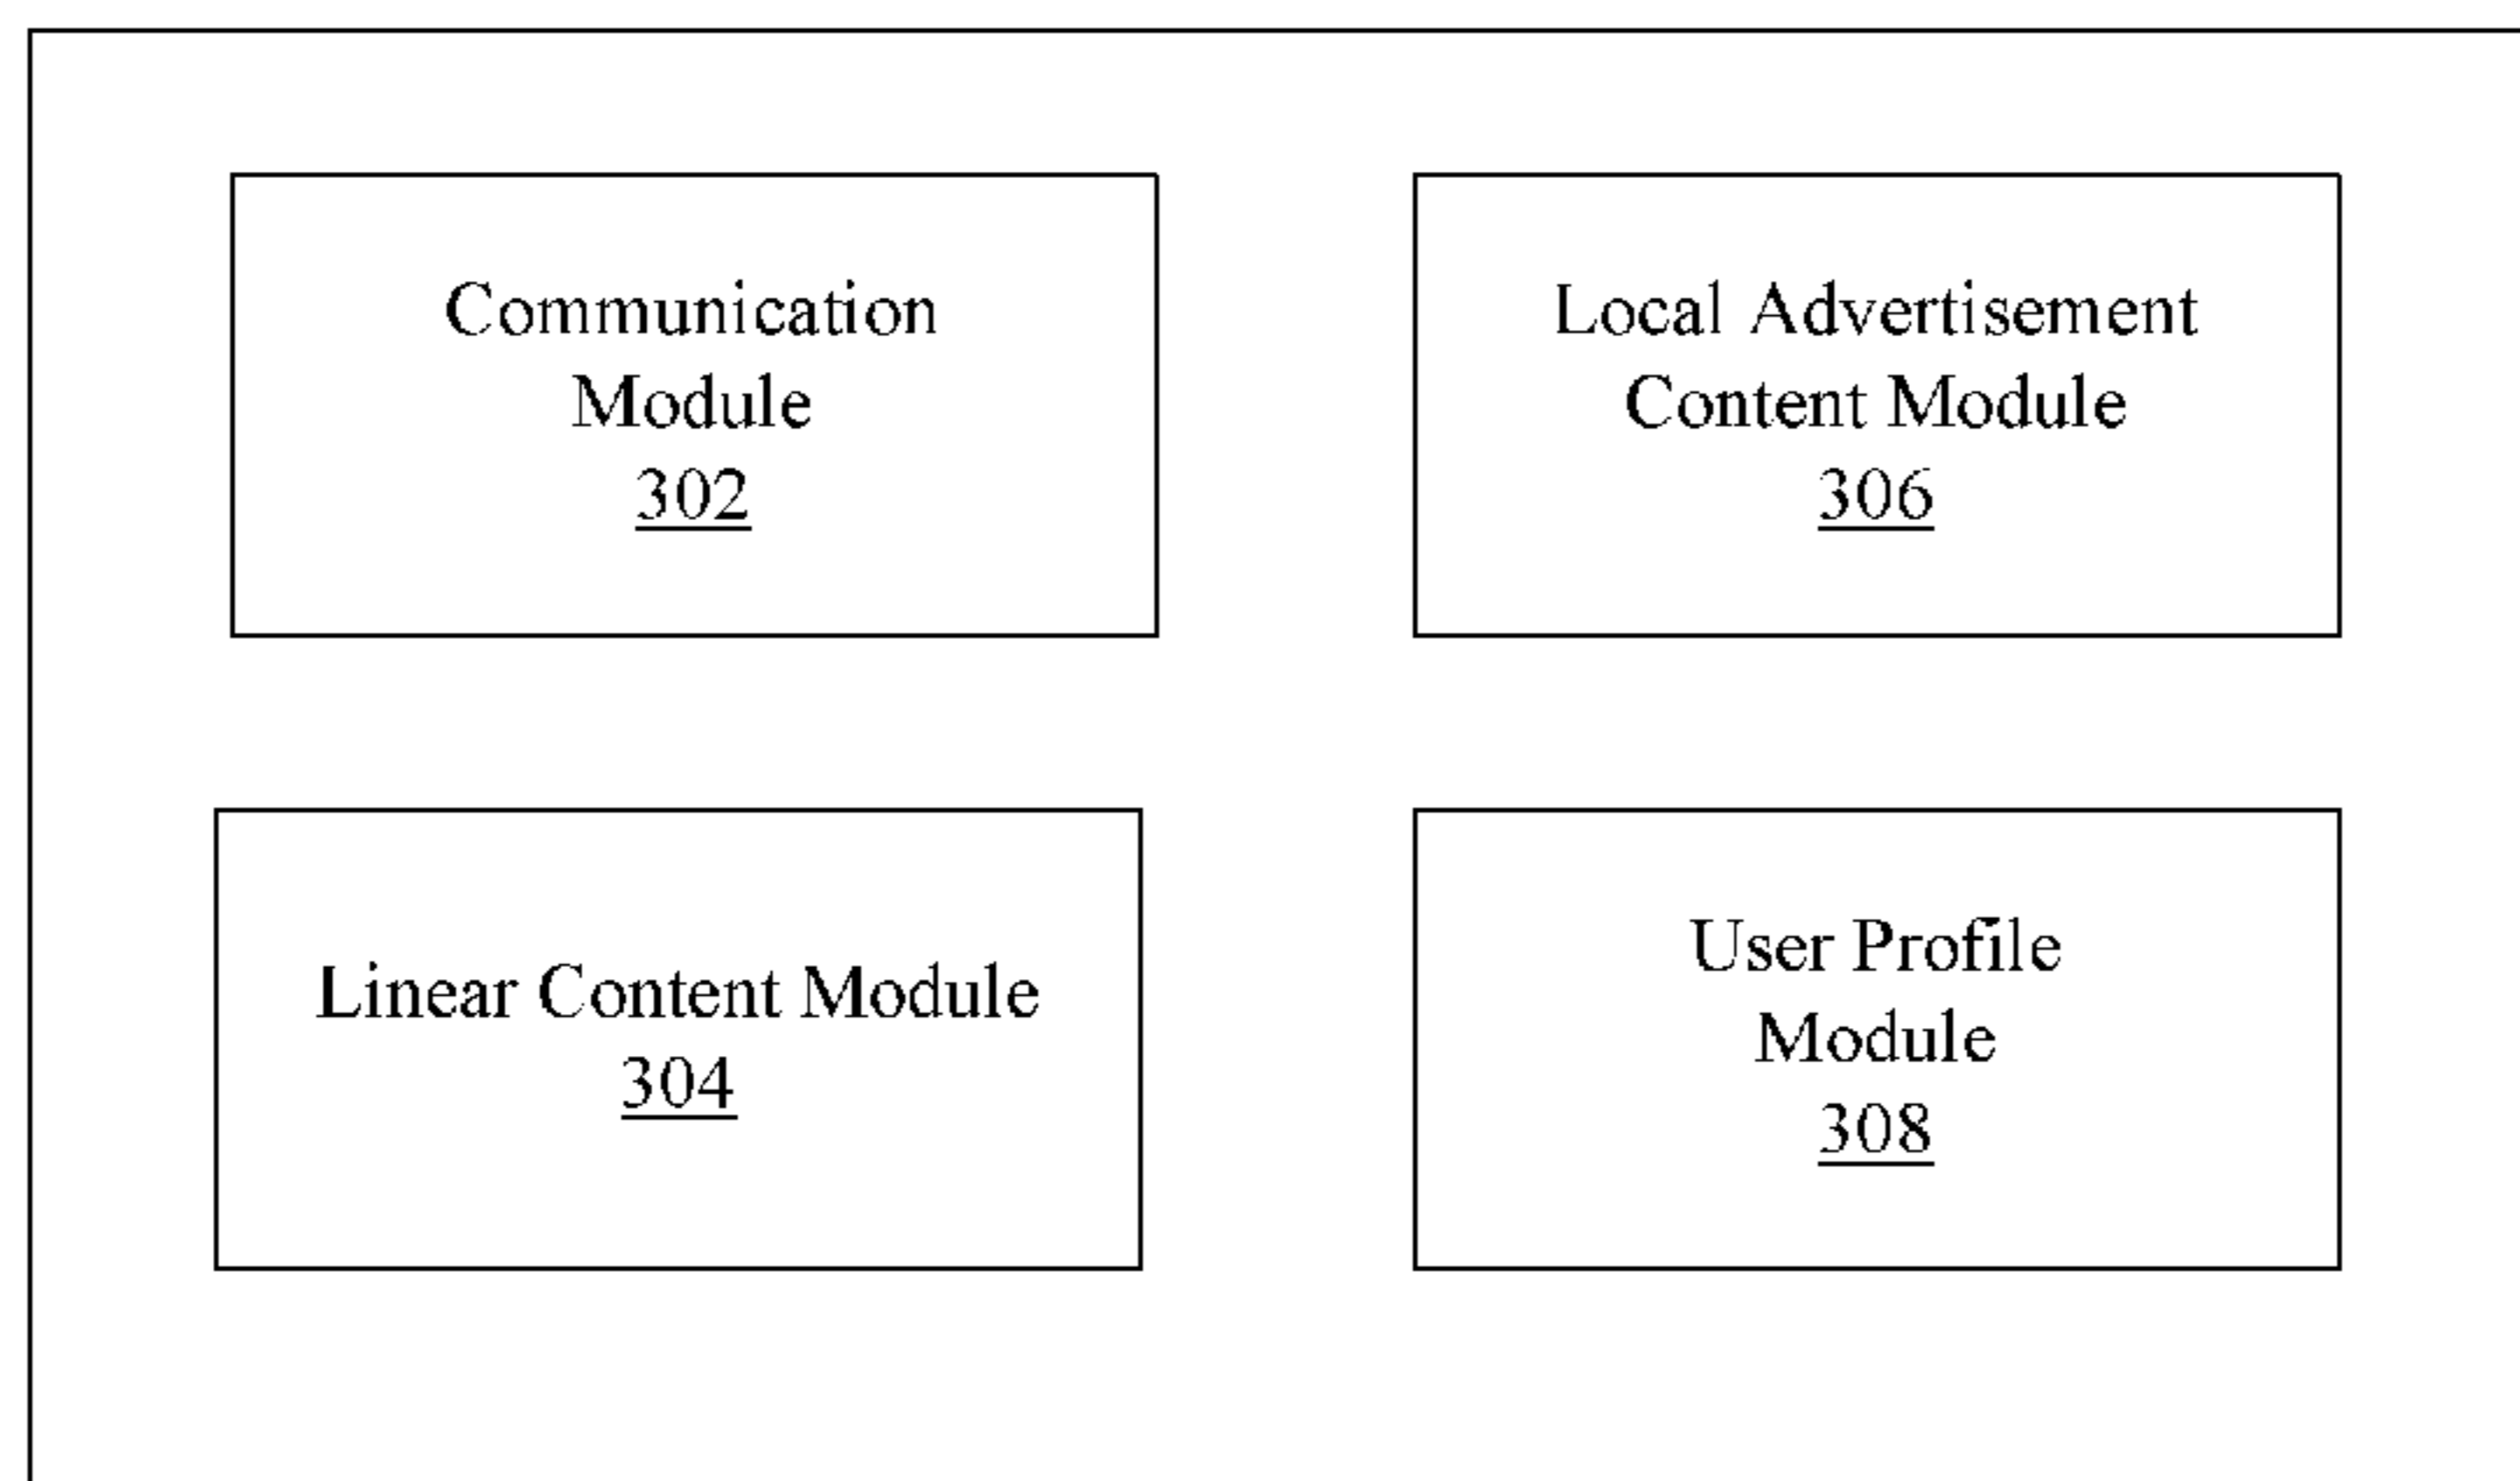 Communication
Module
302
Local Advertisement
Content Module
306
Linear Content Module
304
User Profile
Module
308